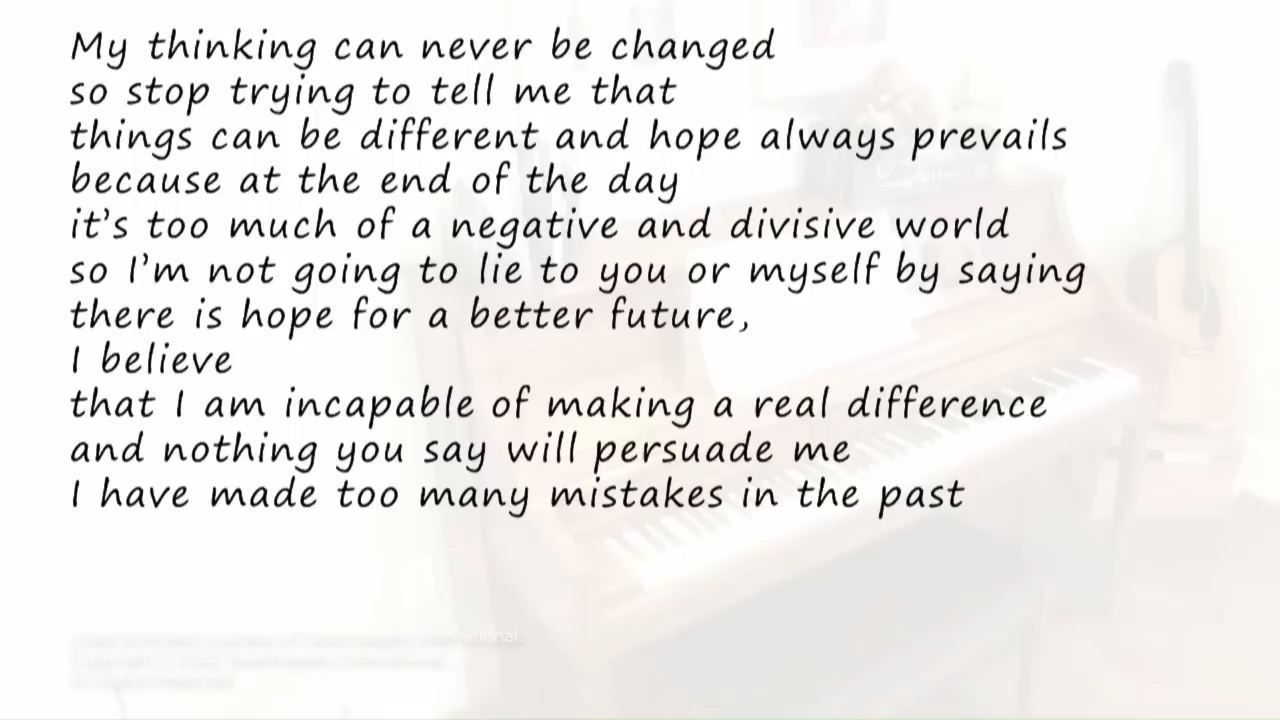 My thinking can never be changed
so stop trying to tell me that
things can be different and hope always prevails
because at the end of the day
it's too much of a negative and divisive world
so I'm not going to lie to you or myself by saying
there is hope for a better future,
I believe
that I am incapable of making a real difference
and nothing you say will persuade me
I have made too many mistakes in the past